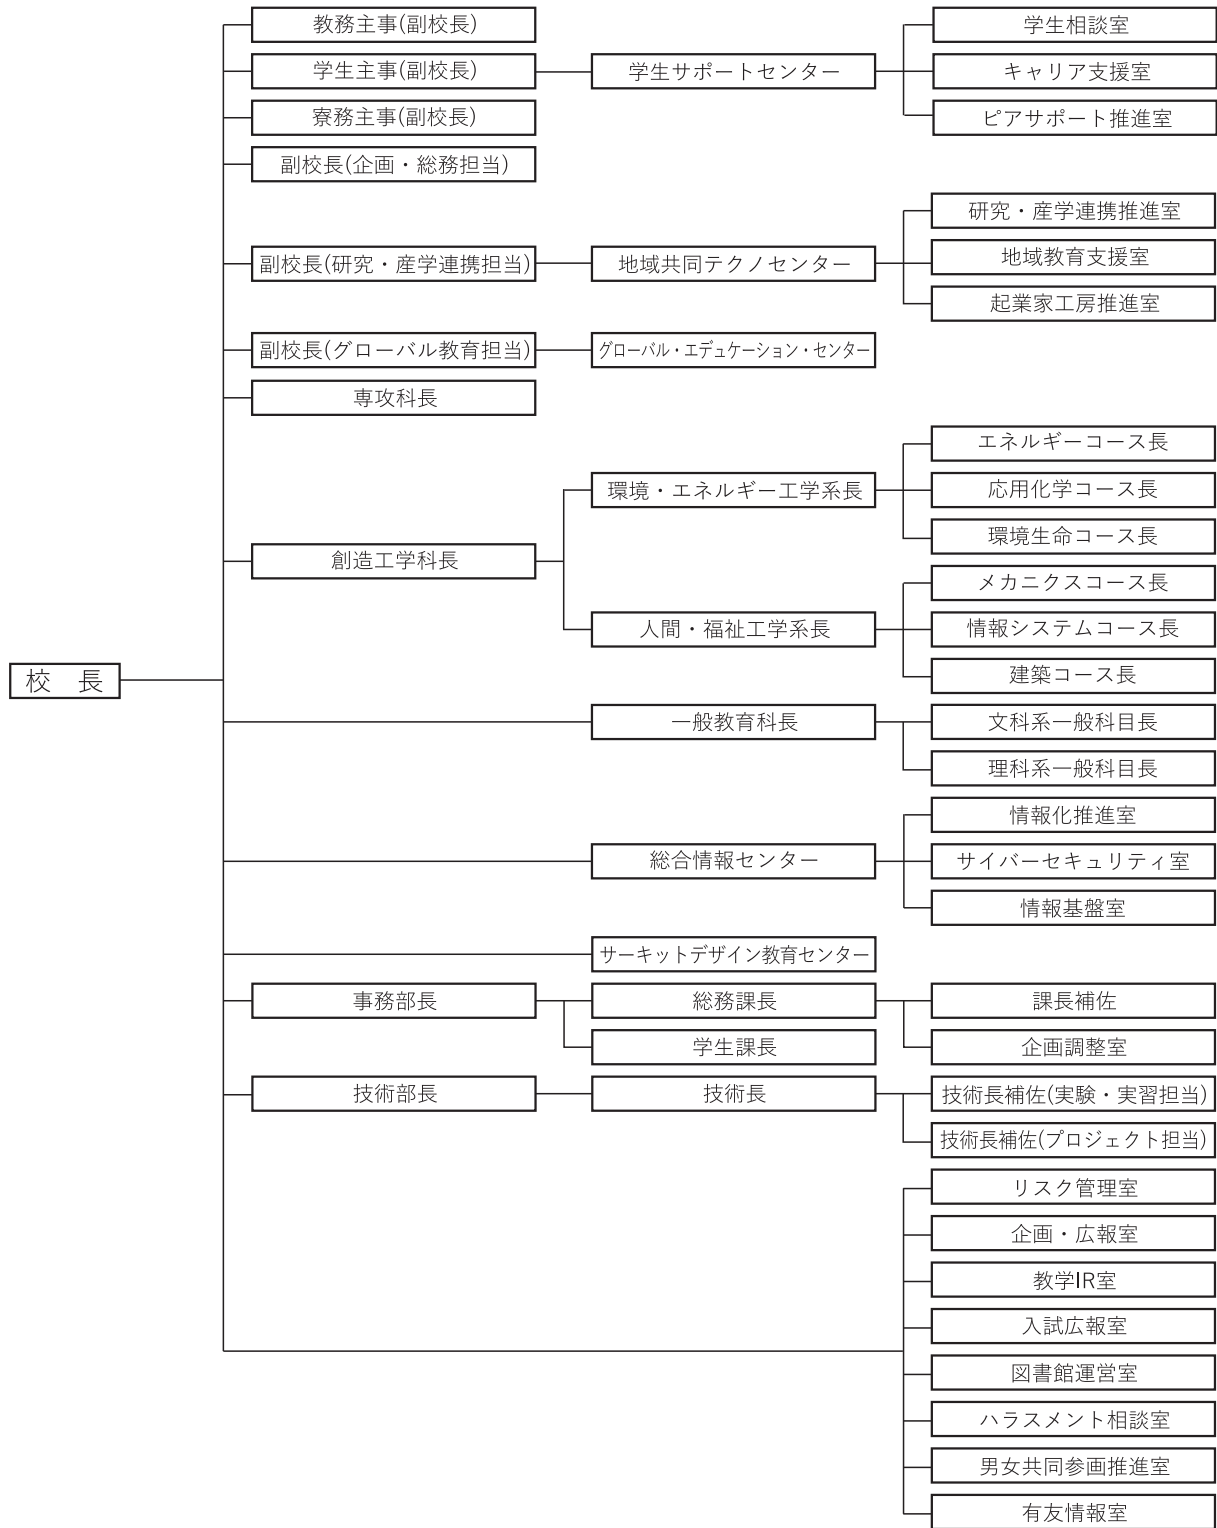 教務主事(副校長)
学生主事(副校長)
学生サポートセンター
学生相談室
キャリア支援室
ピアサポート推進室
寮務主事(副校長)
副校長(企画・総務担当)
副校長(研究・産学連携担当)
地域共同テクノセンター
研究・産学連携推進室
地域教育支援室
起業家工房推進室
副校長(グローバル教育担当)
グローバル・エデュケーション・センター
専攻科長
創造工学科長
環境・エネルギー工学系長
エネルギーコース長
応用化学コース長
環境生命コース長
人間・福祉工学系長
メカニクスコース長
情報システムコース長
建築コース長
校　長
一般教育科長
文科系一般科目長
理科系一般科目長
総合情報センター
情報化推進室
サイバーセキュリティ室
情報基盤室
サーキットデザイン教育センター
事務部長
総務課長
課長補佐
企画調整室
学生課長
技術部長
技術長
技術長補佐(実験・実習担当)
技術長補佐(プロジェクト担当)
リスク管理室
企画・広報室
教学IR室
入試広報室
図書館運営室
ハラスメント相談室
男女共同参画推進室
有友情報室